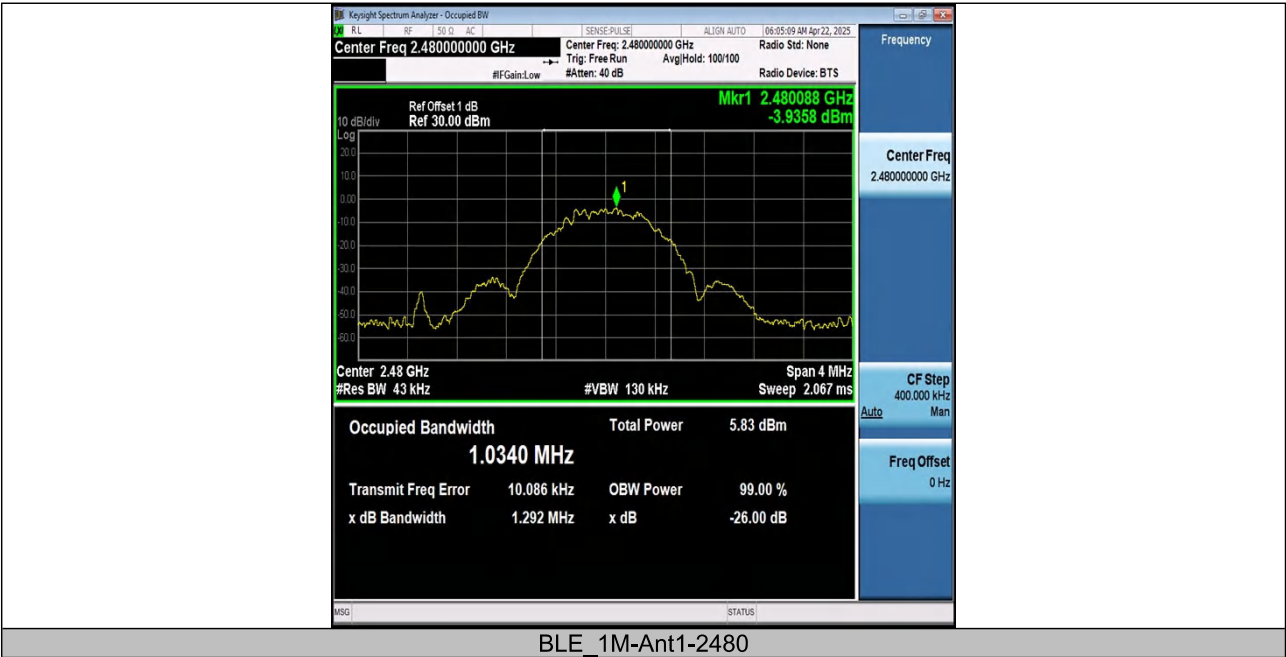 Keysight Spectrum Analyzer - Occupied BW
RL RF 50 Ω AC SENSE:PULSE ALIGN AUTO 06:05:09 AM Apr 22, 2025
Center Freq 2.480000000 GHz Center Freq: 2.480000000 GHz Radio Std: None Frequency
Trig: Free Run Avg|Hold: 100/100
#IFGain:Low #Atten: 40 dB Radio Device: BTS
Mkr1 2.480088 GHz
Ref Offset 1 dB -3.9358 dBm
10 dB/div Ref 30.00 dBm
Log
20.0
Center Freq
2.480000000 GHz
10.0
1
0.00
-10.0
-20.0
-30.0
-40.0
-50.0
-60.0
Center 2.48 GHz Span 4 MHz
#Res BW 43 kHz #VBW 130 kHz Sweep 2.067 ms
CF Step
400.000 kHz
Auto Man
Occupied Bandwidth Total Power 5.83 dBm
1.0340 MHz
Freq Offset
0 Hz
Transmit Freq Error 10.086 kHz OBW Power 99.00 %
x dB Bandwidth 1.292 MHz x dB -26.00 dB
MSG STATUS
BLE_1M-Ant1-2480